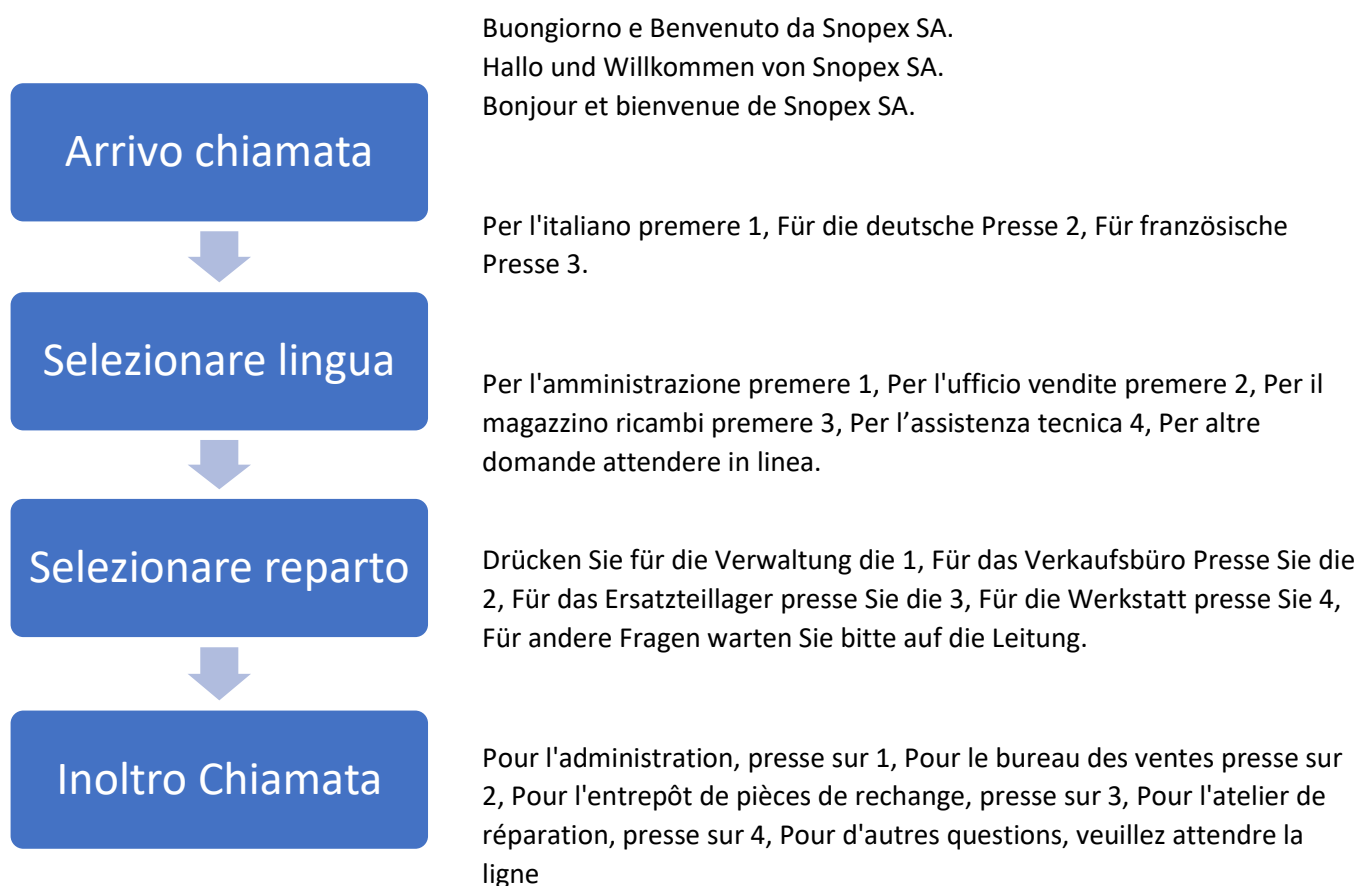 Buongiorno e Benvenuto da Snopex SA.
Hallo und Willkommen von Snopex SA.
Bonjour et bienvenue de Snopex SA.
Arrivo chiamata
Per l'italiano premere 1, Für die deutsche Presse 2, Für französische
Presse 3.
Selezionare lingua
Per l'amministrazione premere 1, Per l'ufficio vendite premere 2, Per il
magazzino ricambi premere 3, Per l’assistenza tecnica 4, Per altre
domande attendere in linea.
Selezionare reparto
Drücken Sie für die Verwaltung die 1, Für das Verkaufsbüro Presse Sie die
2, Für das Ersatzteillager presse Sie die 3, Für die Werkstatt presse Sie 4,
Für andere Fragen warten Sie bitte auf die Leitung.
Inoltro Chiamata
Pour l'administration, presse sur 1, Pour le bureau des ventes presse sur
2, Pour l'entrepôt de pièces de rechange, presse sur 3, Pour l'atelier de
réparation, presse sur 4, Pour d'autres questions, veuillez attendre la
ligne